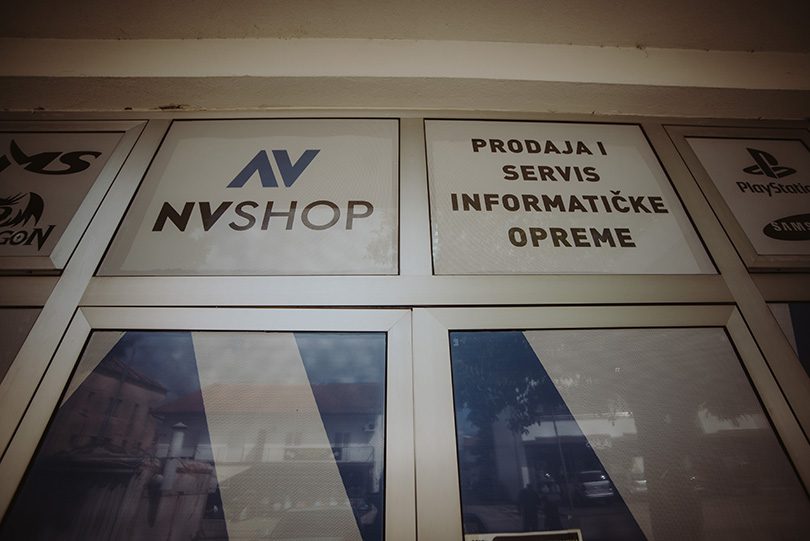 NVSHOP
PRODAJA I
SERVIS
INFORMATIČKE
OPREME
PlayStation